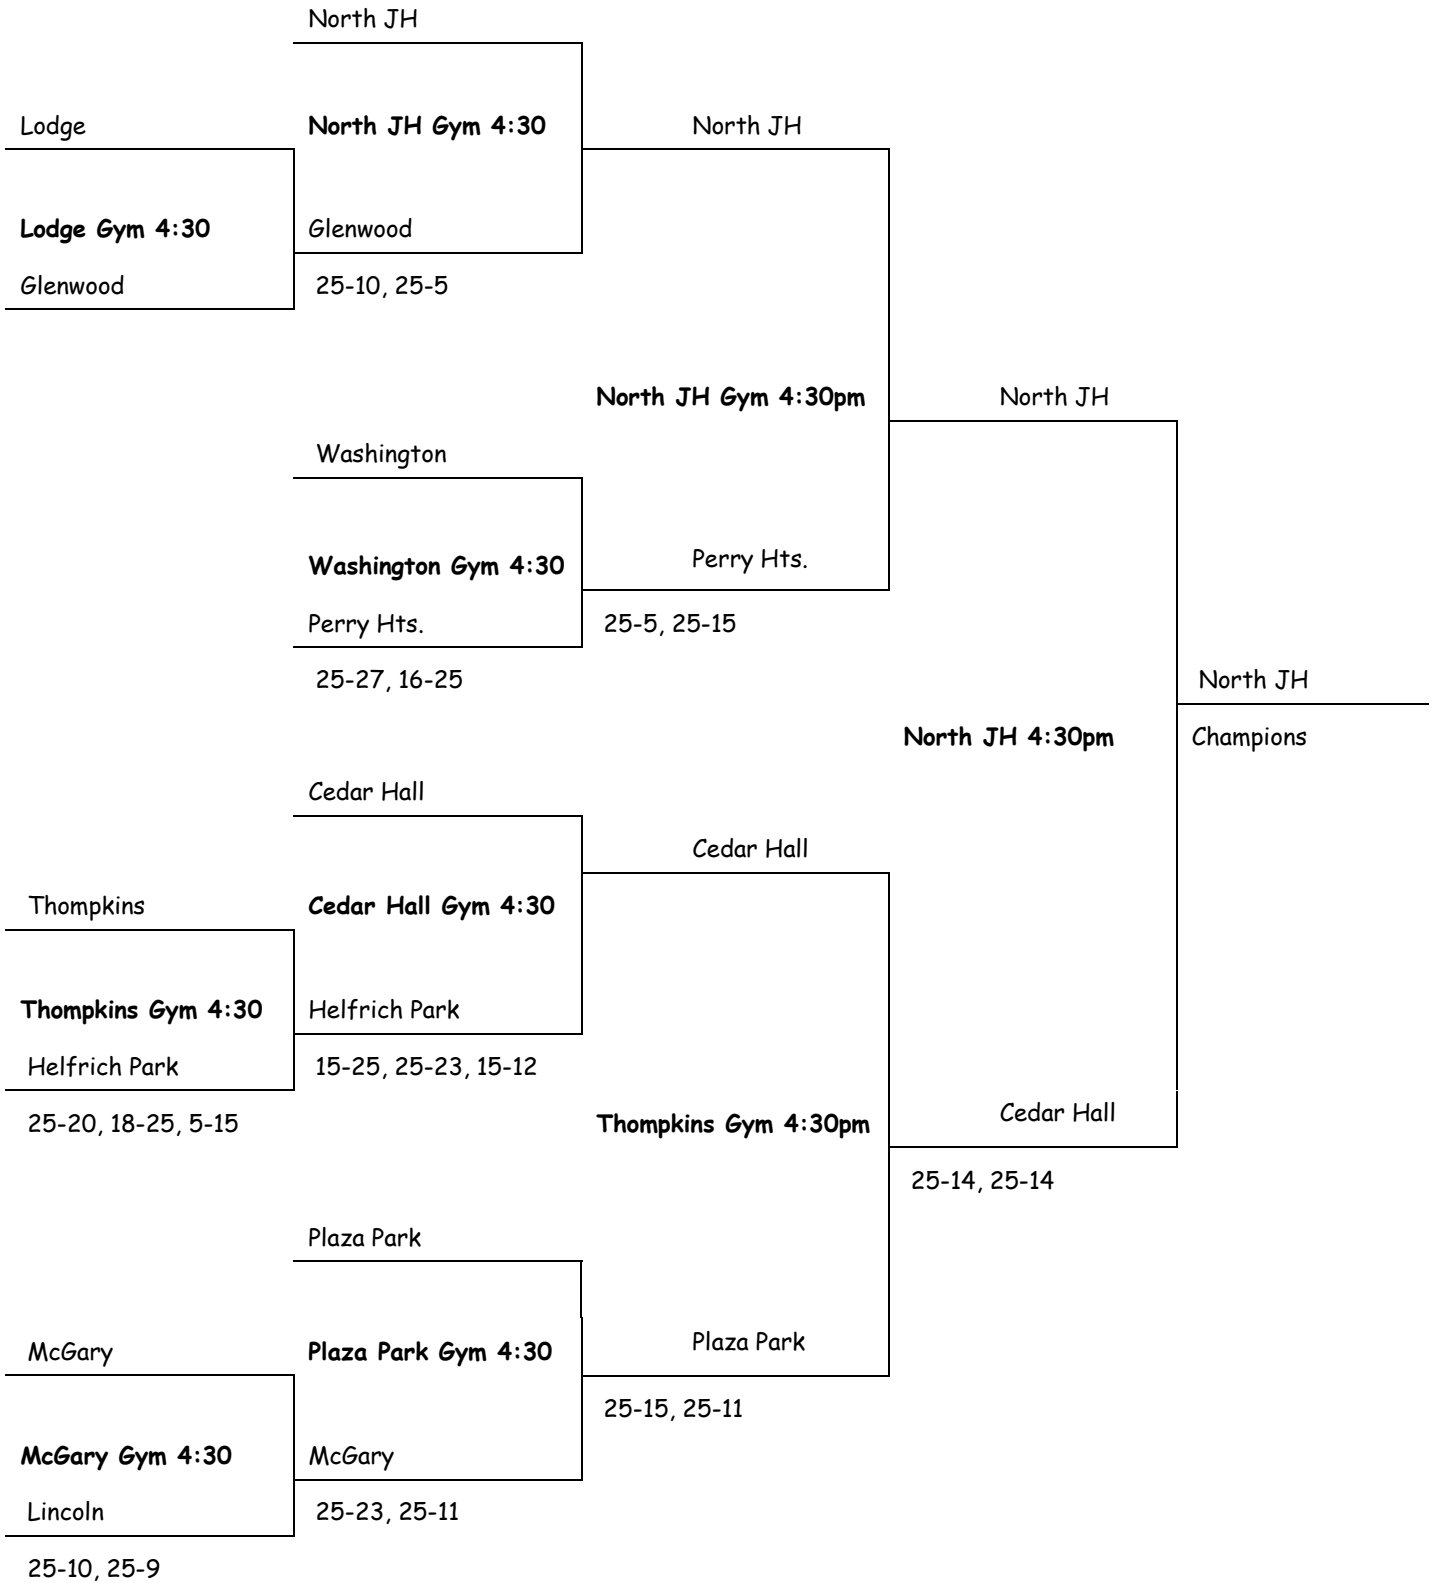 North JH
Lodge
North JH Gym 4:30
North JH
Lodge Gym 4:30
Glenwood
Glenwood
25-10, 25-5
North JH Gym 4:30pm
North JH
Washington
Washington Gym 4:30
Perry Hts.
Perry Hts.
25-5, 25-15
25-27, 16-25
North JH
North JH 4:30pm
Champions
Cedar Hall
Cedar Hall
Thompkins
Cedar Hall Gym 4:30
Thompkins Gym 4:30
Helfrich Park
Helfrich Park
15-25, 25-23, 15-12
25-20, 18-25, 5-15
Thompkins Gym 4:30pm
Cedar Hall
25-14, 25-14
Plaza Park
McGary
Plaza Park Gym 4:30
Plaza Park
25-15, 25-11
McGary Gym 4:30
McGary
Lincoln
25-23, 25-11
25-10, 25-9